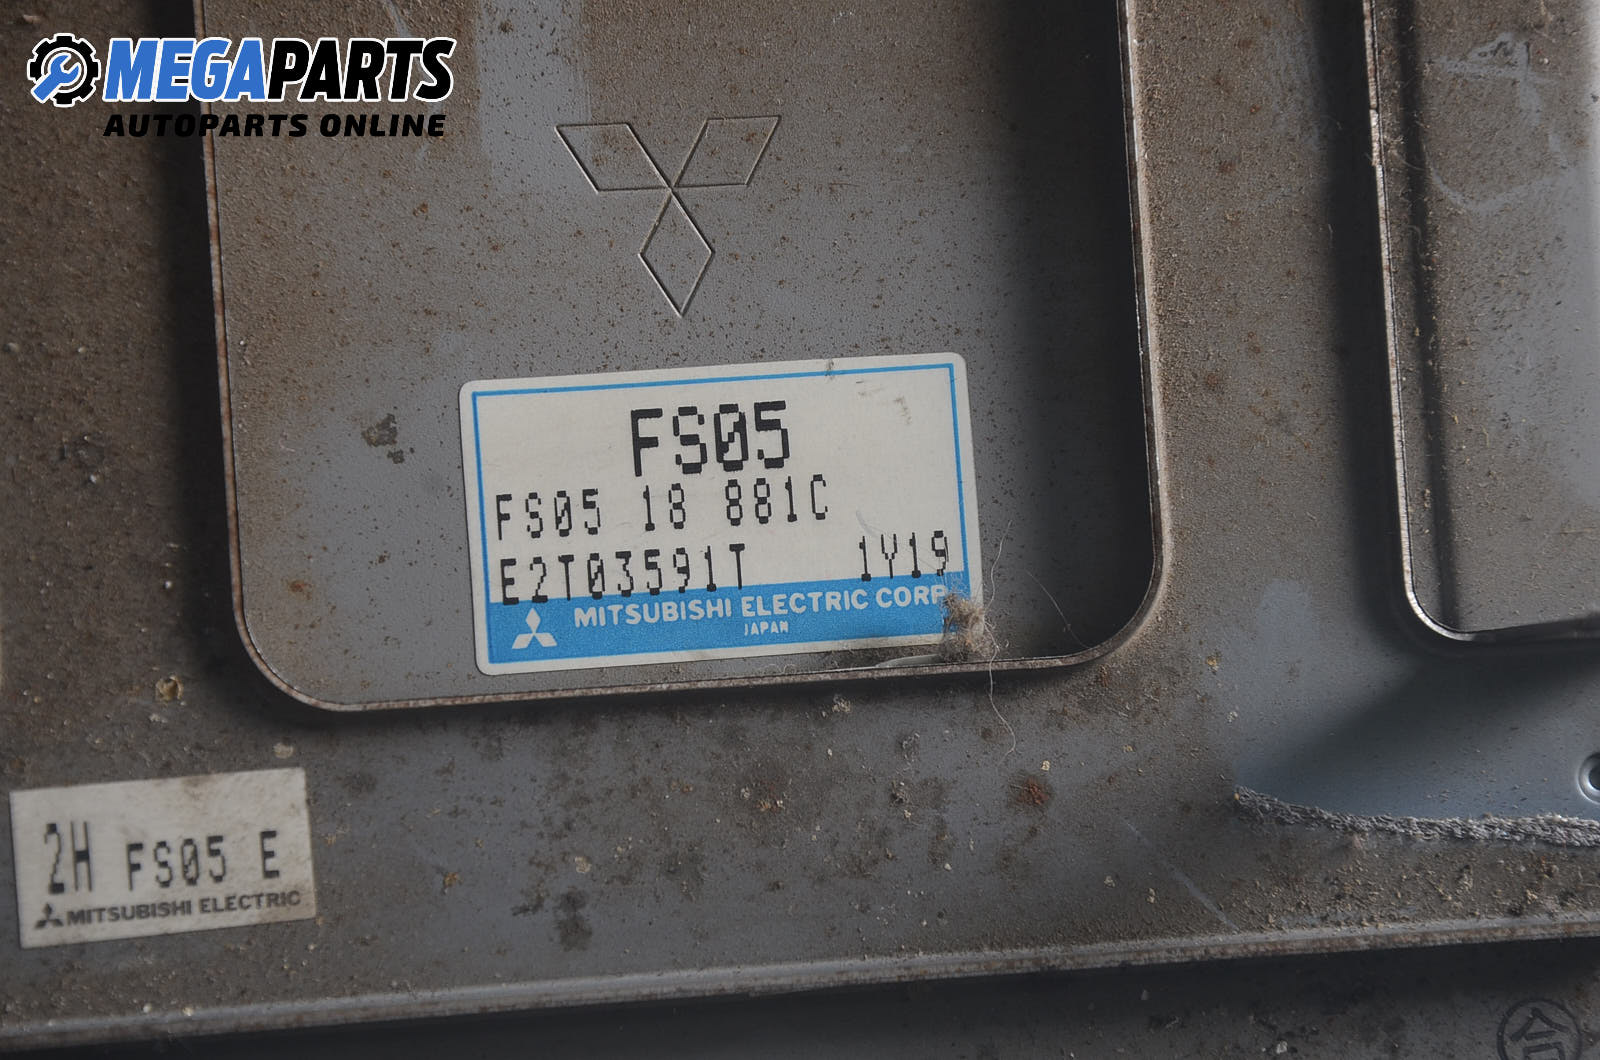 MEGAPARTS
AUTOPARTS ONLINE
FS05
FS05 18 881C
E2T03591T 1Y19
MITSUBISHI ELECTRIC CORP
JAPAN
2H FS05 E
MITSUBISHI ELECTRIC